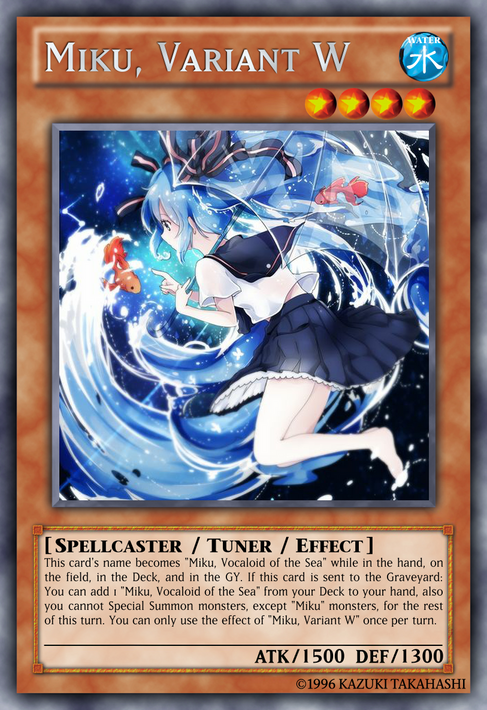 Miku, Variant W
WATER
水
[Spellcaster / Tuner / Effect]
This card's name becomes "Miku, Vocaloid of the Sea" while in the hand, on
the field, in the Deck, and in the GY. If this card is sent to the Graveyard:
You can add 1 "Miku, Vocaloid of the Sea" from your Deck to your hand, also
you cannot Special Summon monsters, except "Miku" monsters, for the rest
of this turn. You can only use the effect of "Miku, Variant W" once per turn.
ATK/1500 DEF/1300
©1996 KAZUKI TAKAHASHI